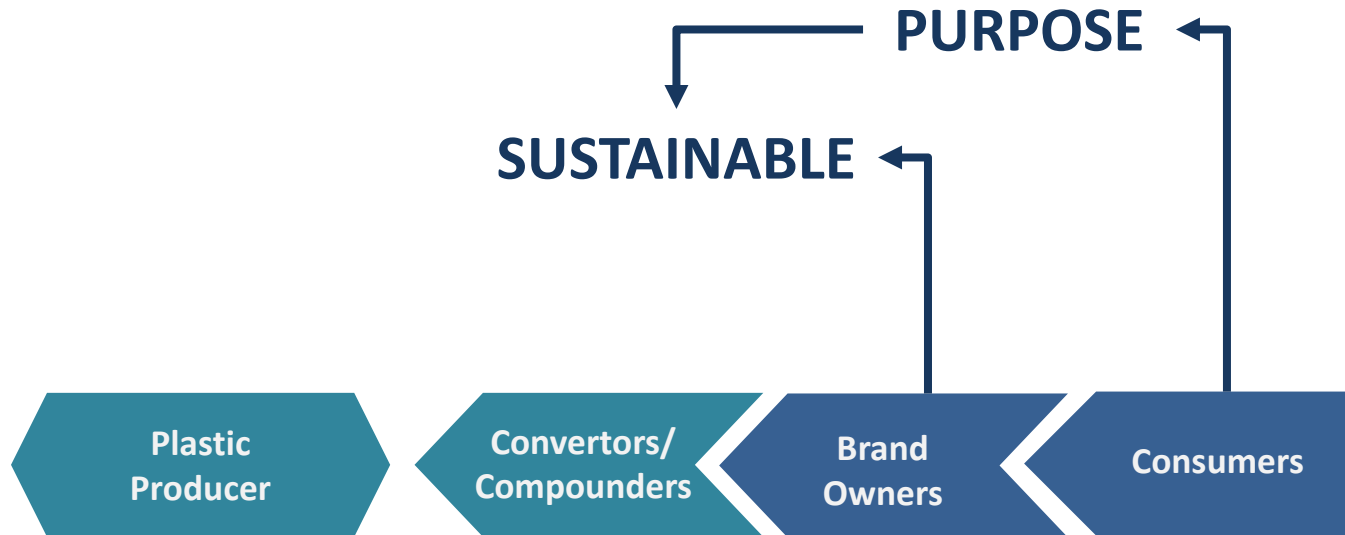 PURPOSE
SUSTAINABLE
Plastic
Producer
Convertors/
Compounders
Brand
Owners
Consumers